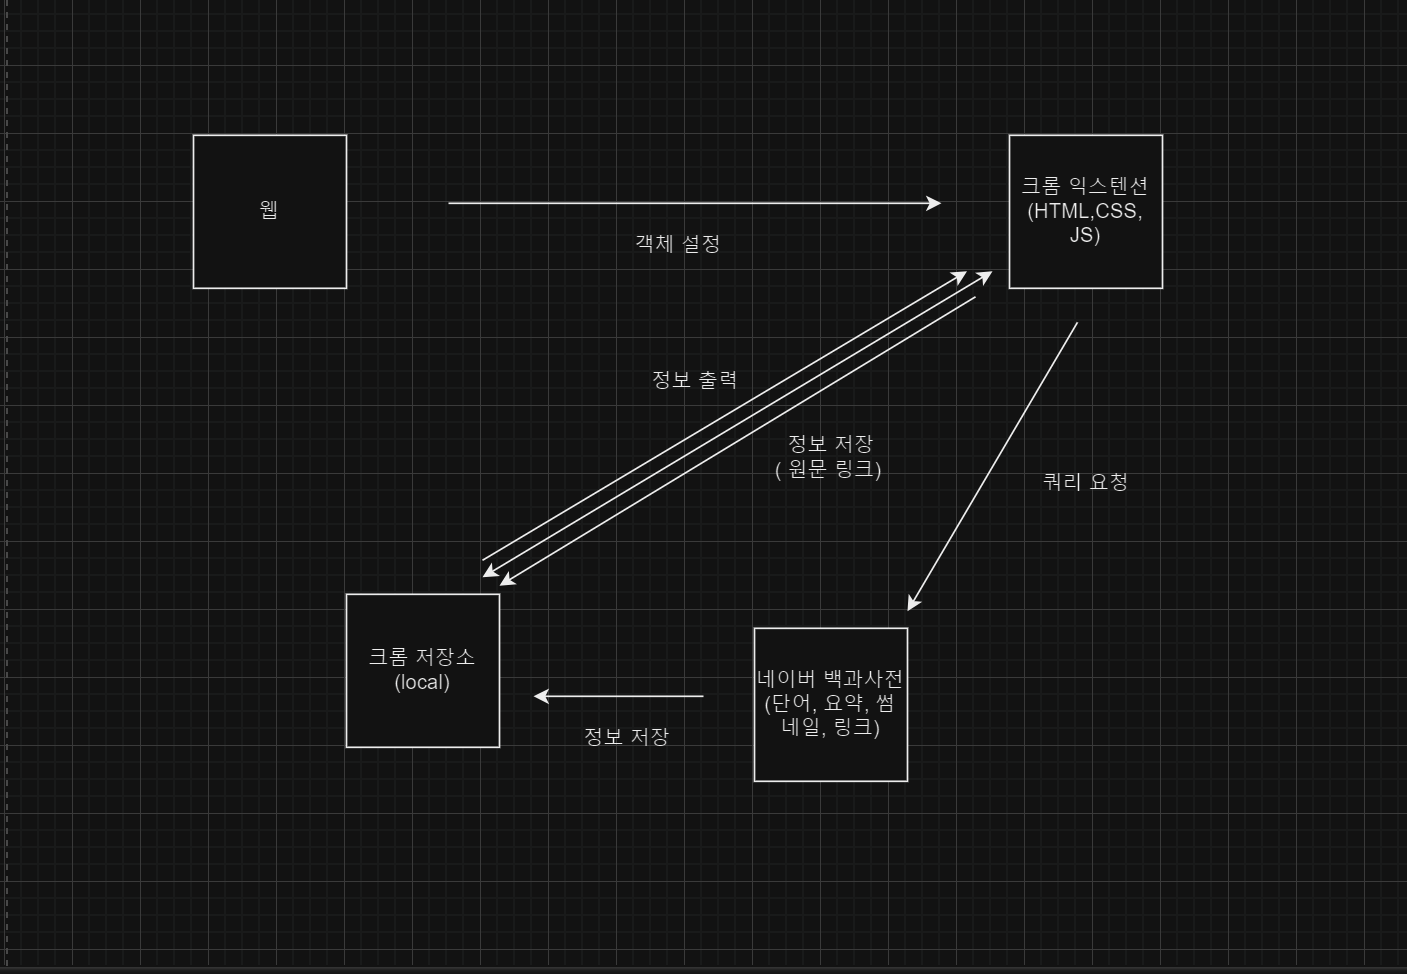 웹
크롬 익스텐션
(HTML,CSS,
JS)
객체 설정
정보 출력
정보 저장
( 원문 링크)
쿼리 요청
크롬 저장소
(local)
네이버 백과사전
(단어, 요약, 썸
네일, 링크)
정보 저장